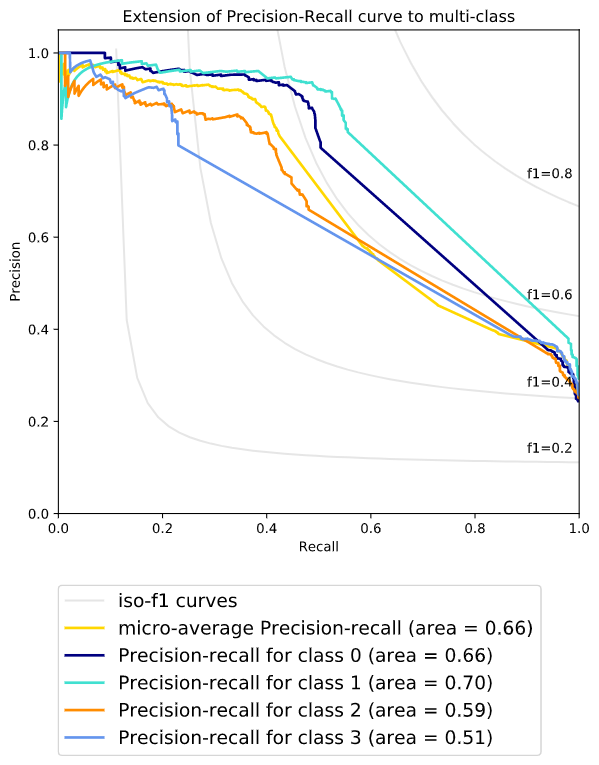 Extension of Precision-Recall curve to multi-class
1.0
0.8
0.6
0.4
0.2
0.0
Precision
f1=0.8
f1=0.6
f1=0.4
f1=0.2
0.0 0.2 0.4 0.6 0.8 1.0
Recall
iso-f1 curves
micro-average Precision-recall (area = 0.66)
Precision-recall for class 0 (area = 0.66)
Precision-recall for class 1 (area = 0.70)
Precision-recall for class 2 (area = 0.59)
Precision-recall for class 3 (area = 0.51)